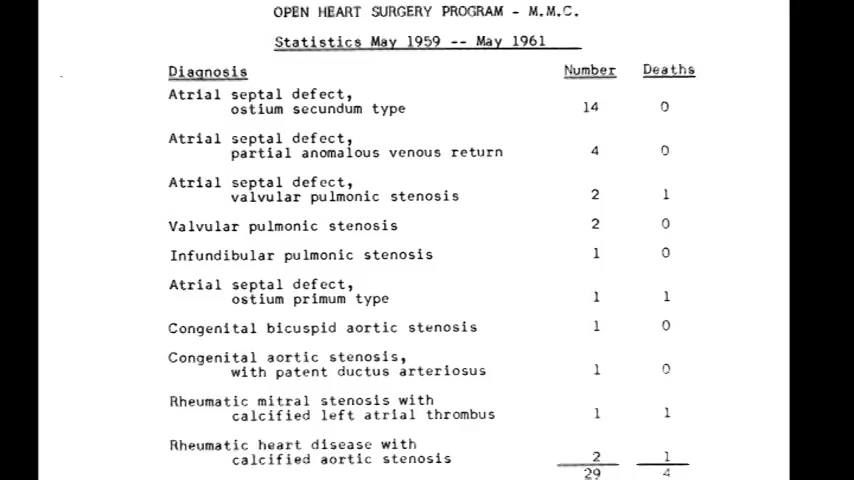 OPEN HEART SURGERY PROGRAM - M.M.C.
Statistics May 1959 -- May 1961
Diagnosis Number Deaths
Atrial septal defect,
ostium secundum type 14 0
Atrial septal defect,
partial anomalous venous return 4 0
Atrial septal defect,
valvular pulmonic stenosis 2 1
Valvular pulmonic stenosis 2 0
Infundibular pulmonic stenosis 1 0
Atrial septal defect,
ostium primum type 1 1
Congenital bicuspid aortic stenosis 1 0
Congenital aortic stenosis,
with patent ductus arteriosus 1 0
Rheumatic mitral stenosis with
calcified left atrial thrombus 1 1
Rheumatic heart disease with
calcified aortic stenosis 2 1
29 4